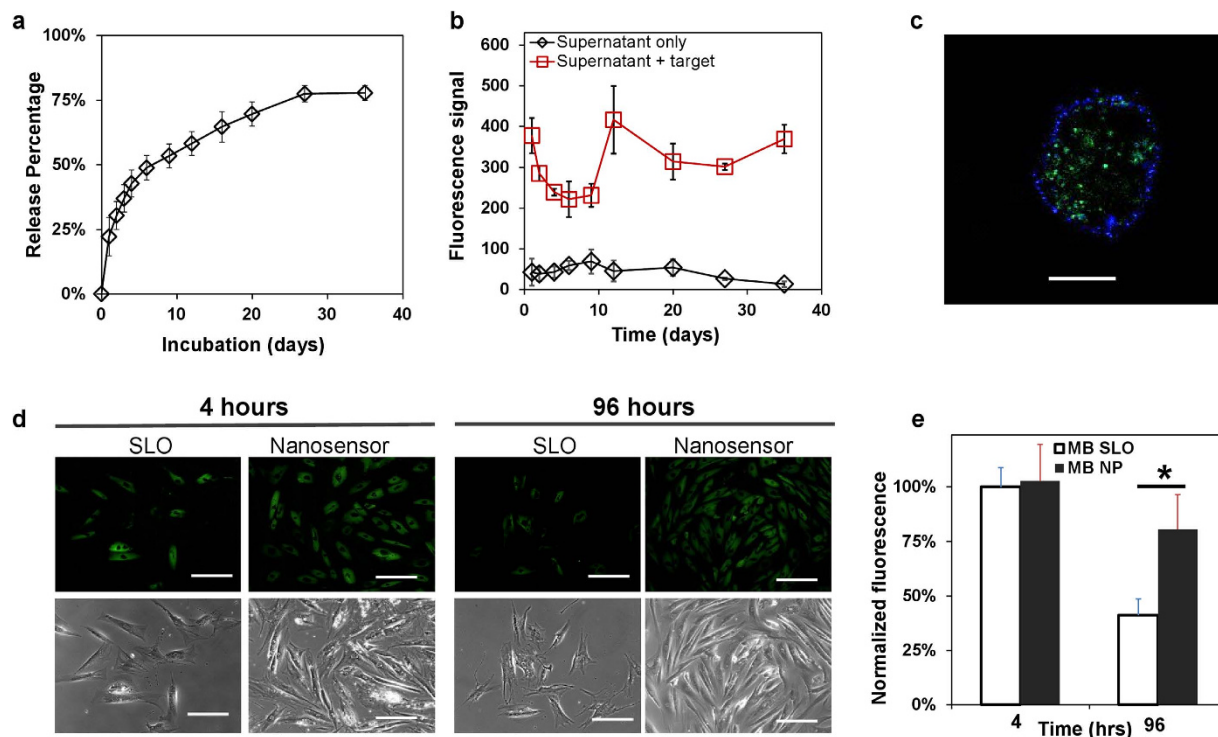 a
100%
75%
50%
25%
0%
Release Percentage
0 10 20 30 40
Incubation (days)
b
Supernatant only
Supernatant + target
600
500
400
300
200
100
0
Fluorescence signal
0 10 20 30 40
Time (days)
c
d
4 hours
96 hours
SLO
Nanosensor
SLO
Nanosensor
e
MB SLO
MB NP
*
100%
75%
50%
25%
0%
Normalized fluorescence
4 96
Time (hrs)